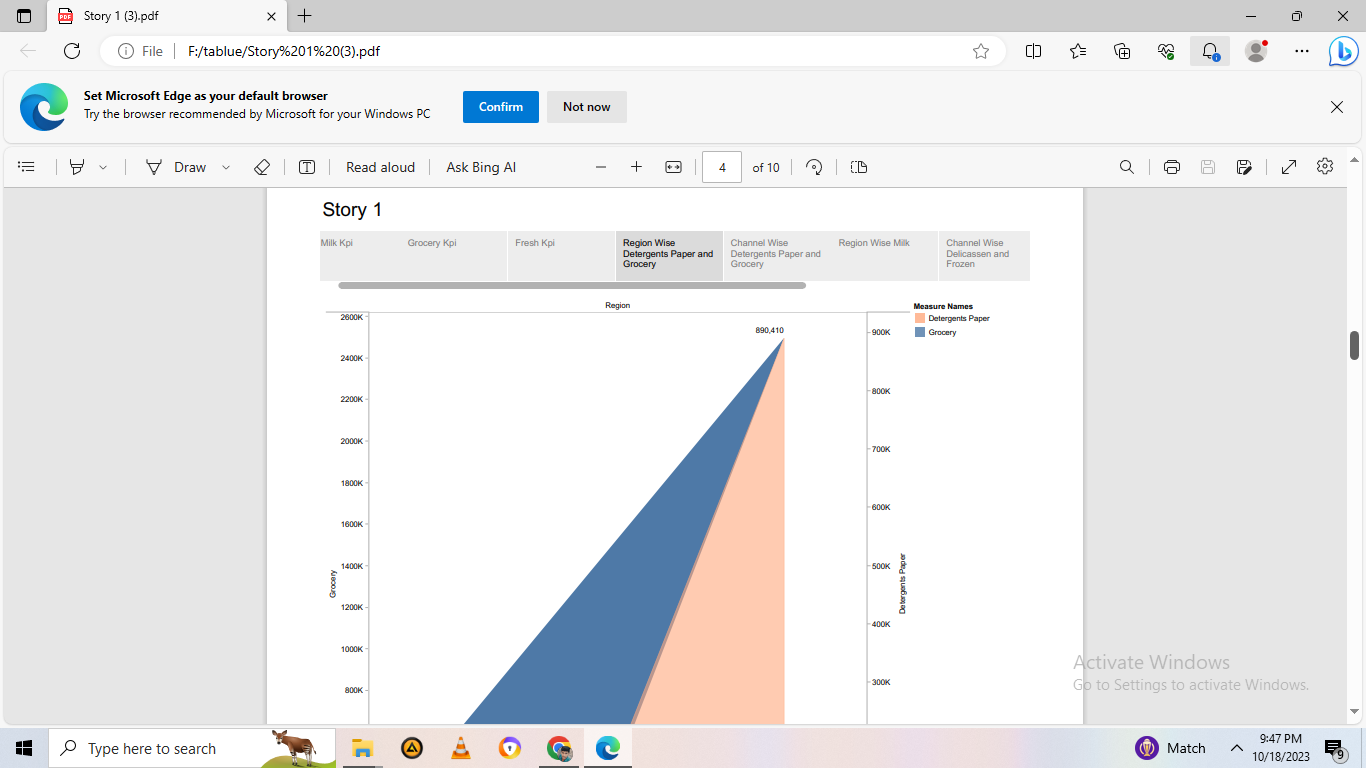 Story 1 (3).pdf
File
F:/tablue/Story%201%20(3).pdf
Set Microsoft Edge as your default browser
Try the browser recommended by Microsoft for your Windows PC
Confirm
Not now
Draw
Read aloud
Ask Bing AI
4
of 10
Story 1
Milk Kpi
Grocery Kpi
Fresh Kpi
Region Wise
Detergents Paper and
Grocery
Channel Wise
Detergents Paper and
Grocery
Region Wise Milk
Channel Wise
Delicassen and
Frozen
Region
Measure Names
Detergents Paper
Grocery
2600K
2400K
2200K
2000K
1800K
1600K
1400K
1200K
1000K
800K
Grocery
890,410
900K
800K
700K
600K
500K
400K
300K
Detergents Paper
Activate Windows
Go to Settings to activate Windows.
Type here to search
Match
9:47 PM
10/18/2023
9